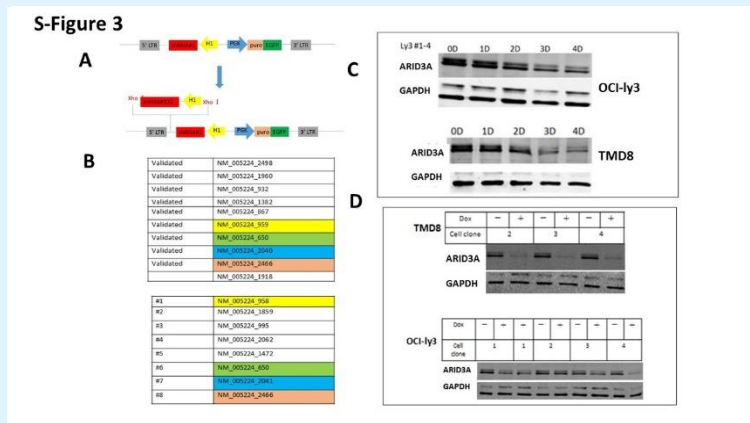 S-Figure 3
A
5' LTR H1 PGK puro EGFP 3' LTR
Xho I H1 Xho I
5' LTR H1 PGK puro EGFP 3' LTR
B
Validated NM_005224_2498
Validated NM_005224_1960
Validated NM_005224_932
Validated NM_005224_1382
Validated NM_005224_867
Validated NM_005224_959
Validated NM_005224_650
Validated NM_005224_2040
Validated NM_005224_2466
NM_005224_1918
#1 NM_005224_958
#2 NM_005224_1859
#3 NM_005224_995
#4 NM_005224_2062
#5 NM_005224_1472
#6 NM_005224_650
#7 NM_005224_2041
#8 NM_005224_2466
C
Ly3 #1-4 0D 1D 2D 3D 4D
ARID3A
GAPDH
OCI-ly3
0D 1D 2D 3D 4D
ARID3A
TMD8
GAPDH
D
TMD8
Dox − + − + − +
Cell clone 2 3 4
ARID3A
GAPDH
OCI-ly3
Dox − + + − + − + − +
Cell clone 1 1 2 3 4
ARID3A
GAPDH